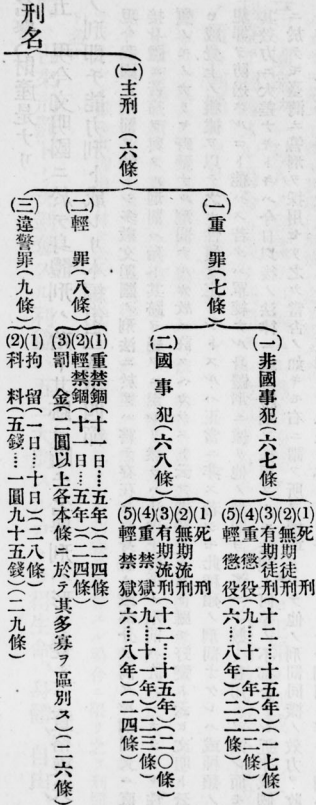 刑名
(一)主刑(六條)
(一)重罪(七條)
(一)非國事犯(六七條)
(1)死刑
(2)無期徒刑
(3)有期徒刑(十二…十五年)(一七條)
(4)重懲役(九…十一年)(二二條)
(5)輕懲役(六…八年)(二二條)
(二)國事犯(六八條)
(1)死刑
(2)無期流刑
(3)有期流刑(十二…十五年)(二〇條)
(4)重禁獄(九…十一年)(二三條)
(5)輕禁獄(六…八年)(二四條)
(二)輕罪(八條)
(1)重禁錮(十一日…五年)(二四條)
(2)輕禁錮(十一日…五年)(二四條)
(3)罰金(二圓以上各本條ニ於テ其多寡ヲ區別ス)(二六條)
(三)違警罪(九條)
(1)拘留(一日…十日)(二八條)
(2)科料(五錢…一圓九十五錢)(二九條)